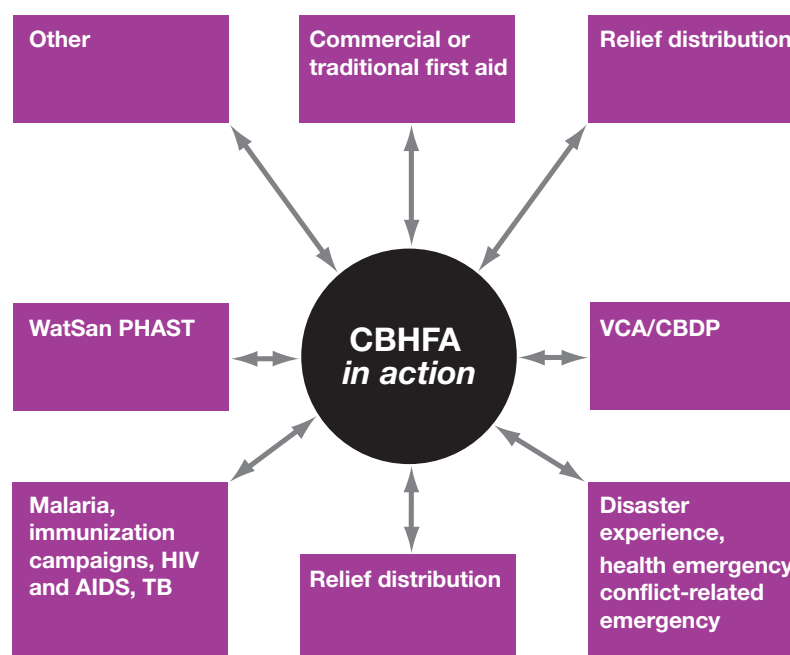 Other
Commercial or
traditional first aid
Relief distribution
WatSan PHAST
CBHFA
in action
VCA/CBDP
Malaria,
immunization
campaigns, HIV
and AIDS, TB
Relief distribution
Disaster
experience,
health emergency
conflict-related
emergency